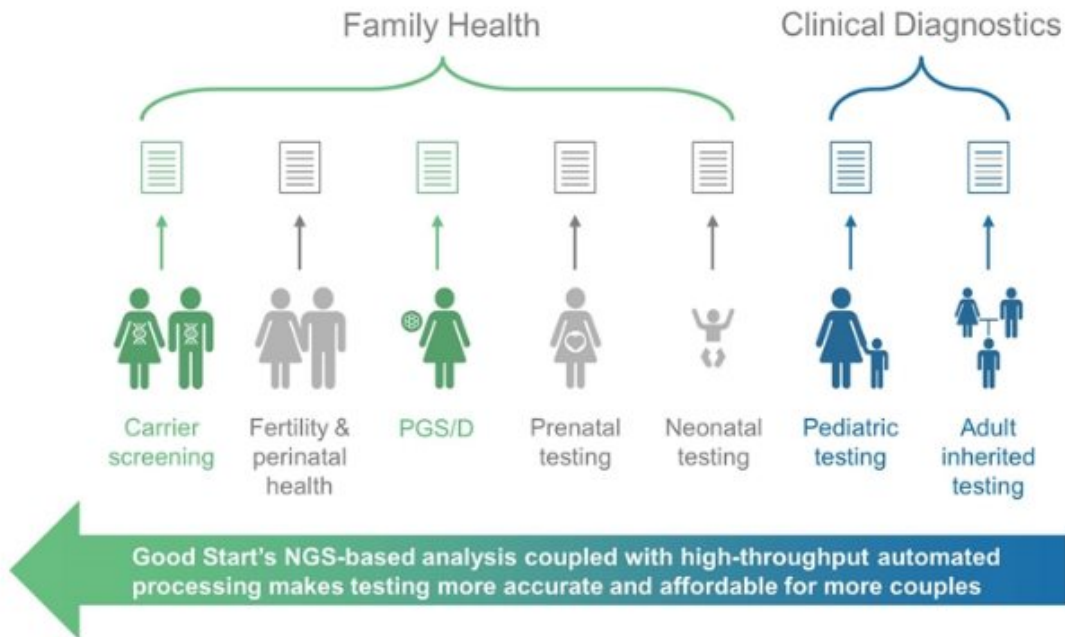 Family Health
Clinical Diagnostics
Carrier
screening
Fertility &
perinatal
health
PGS/D
Prenatal
testing
Neonatal
testing
Pediatric
testing
Adult
inherited
testing
Good Start's NGS-based analysis coupled with high-throughput automated
processing makes testing more accurate and affordable for more couples